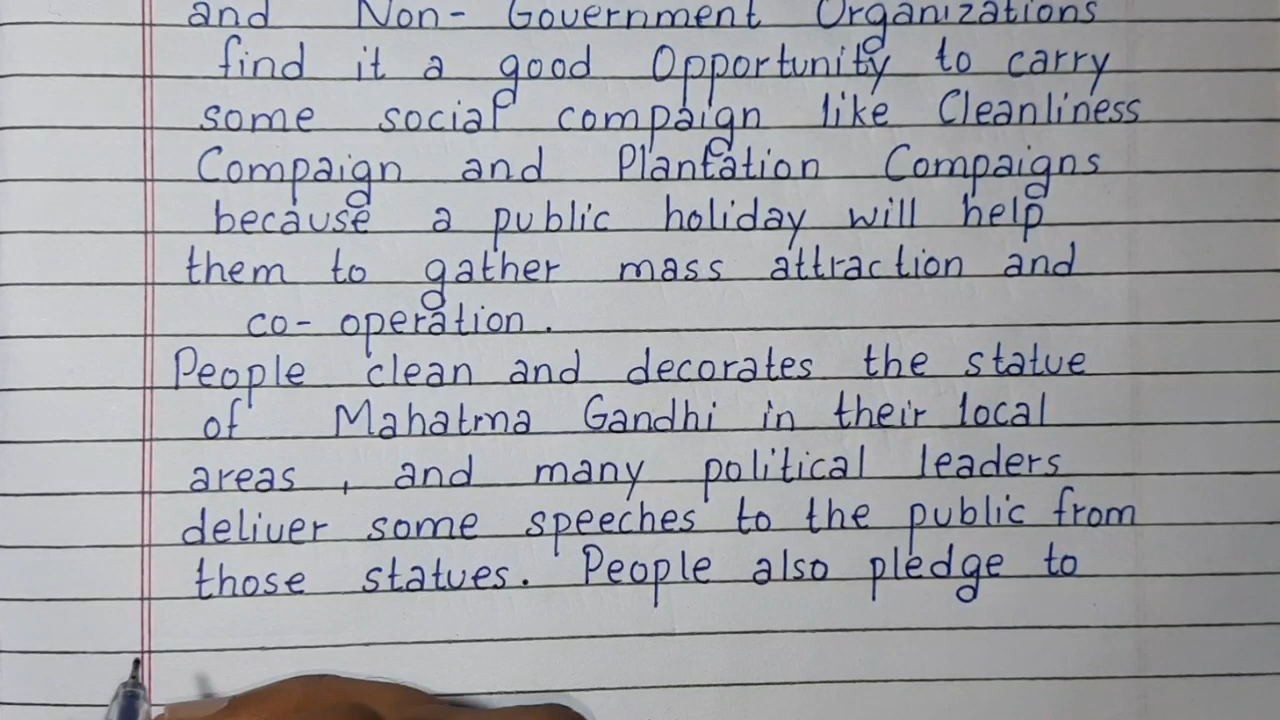 and Non- Government Organizations
find it a good Opportunity to carry
some social compaign like Cleanliness
Compaign and Plantation Compaigns
because a public holiday will help
them to gather mass attraction and
co- operation.
People clean and decorates the statue
of Mahatma Gandhi in their local
areas , and many political leaders
deliver some speeches to the public from
those statues. People also pledge to